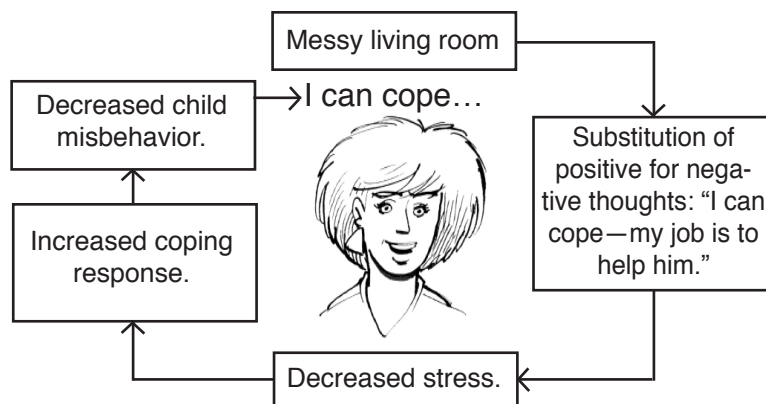 Messy living room
I can cope…
Decreased child
misbehavior.
Substitution of
positive for nega-
tive thoughts: “I can
cope—my job is to
help him.”
Increased coping
response.
Decreased stress.